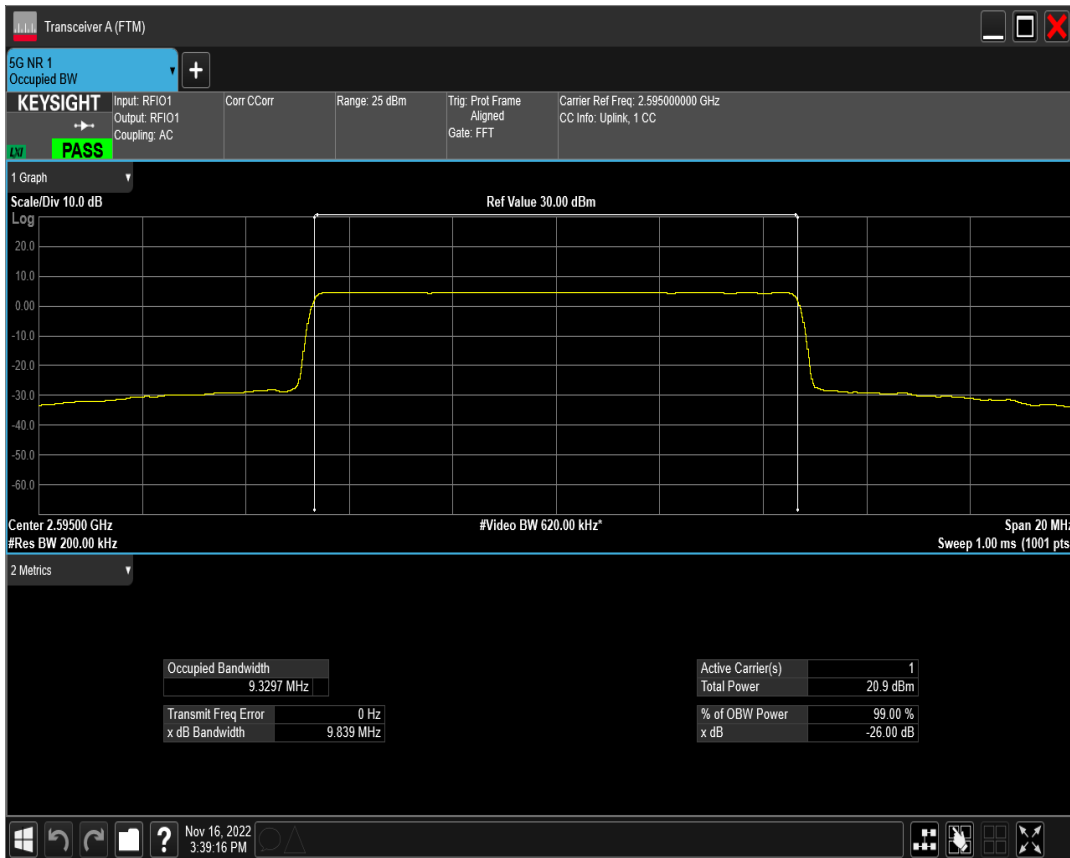 Transceiver A (FTM)
5G NR 1
Occupied BW
+
KEYSIGHT
LXI
PASS
Input: RFIO1
Output: RFIO1
Coupling: AC
Corr CCorr
Range: 25 dBm
Trig: Prot Frame
Aligned
Gate: FFT
Carrier Ref Freq: 2.595000000 GHz
CC Info: Uplink, 1 CC
1 Graph
Scale/Div 10.0 dB
Ref Value 30.00 dBm
Log
20.0
10.0
0.00
-10.0
-20.0
-30.0
-40.0
-50.0
-60.0
Center 2.59500 GHz
#Video BW 620.00 kHz*
Span 20 MHz
#Res BW 200.00 kHz
Sweep 1.00 ms (1001 pts
2 Metrics
Occupied Bandwidth
9.3297 MHz
Transmit Freq Error 0 Hz
x dB Bandwidth 9.839 MHz
Active Carrier(s) 1
Total Power 20.9 dBm
% of OBW Power 99.00 %
x dB -26.00 dB
?
Nov 16, 2022
3:39:16 PM